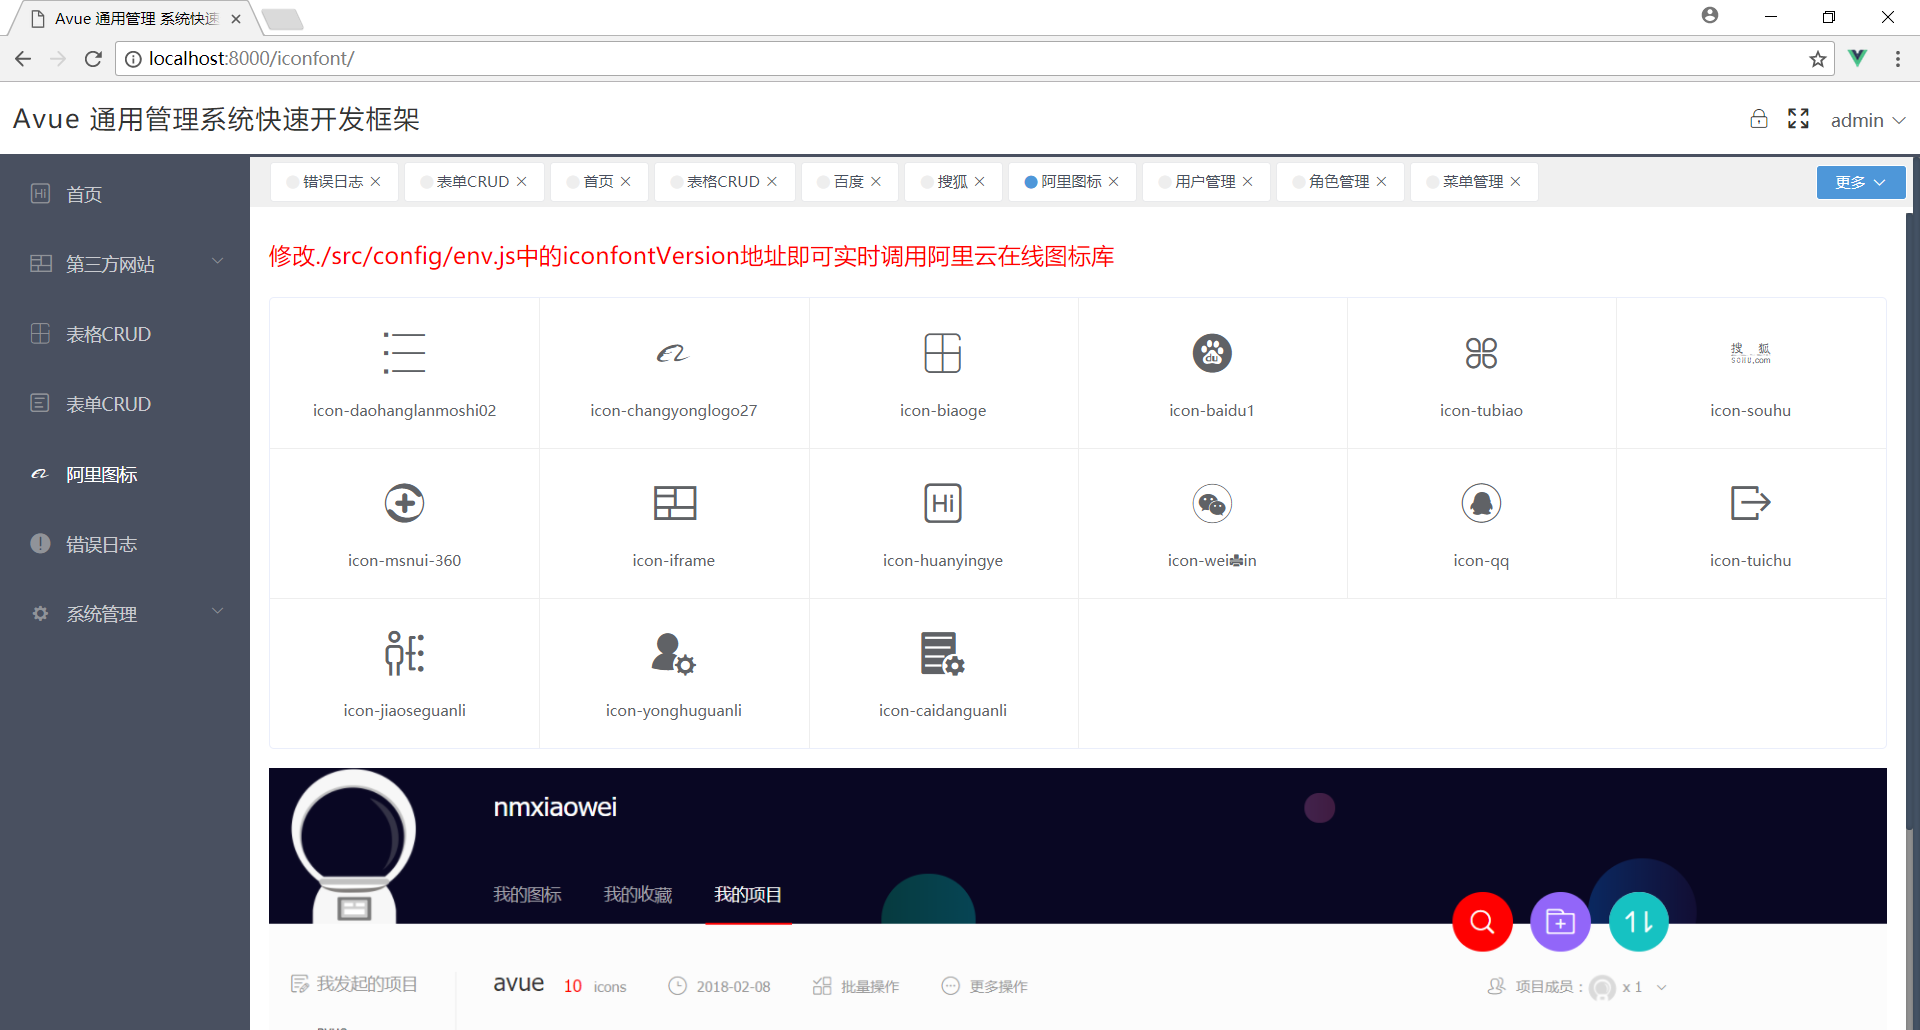 Avue 通用管理 系统快速
localhost:8000/iconfont/
Avue 通用管理系统快速开发框架
admin
首页
第三方网站
表格CRUD
表单CRUD
阿里图标
错误日志
系统管理
错误日志 表单CRUD 首页 表格CRUD 百度 搜狐 阿里图标 用户管理 角色管理 菜单管理 更多
修改./src/config/env.js中的iconfontVersion地址即可实时调用阿里云在线图标库
du
搜 狐
SOHU.com
icon-daohanglanmoshi02 icon-changyonglogo27 icon-biaoge icon-baidu1 icon-tubiao icon-souhu
Hi
icon-msnui-360 icon-iframe icon-huanyingye icon-qq icon-tuichu
icon-jiaoseguanli icon-yonghuguanli icon-caidanguanli
nmxiaowei
我的图标 我的收藏 我的项目
我发起的项目
avue 10 icons 2018-02-08 批量操作 更多操作 项目成员： x 1